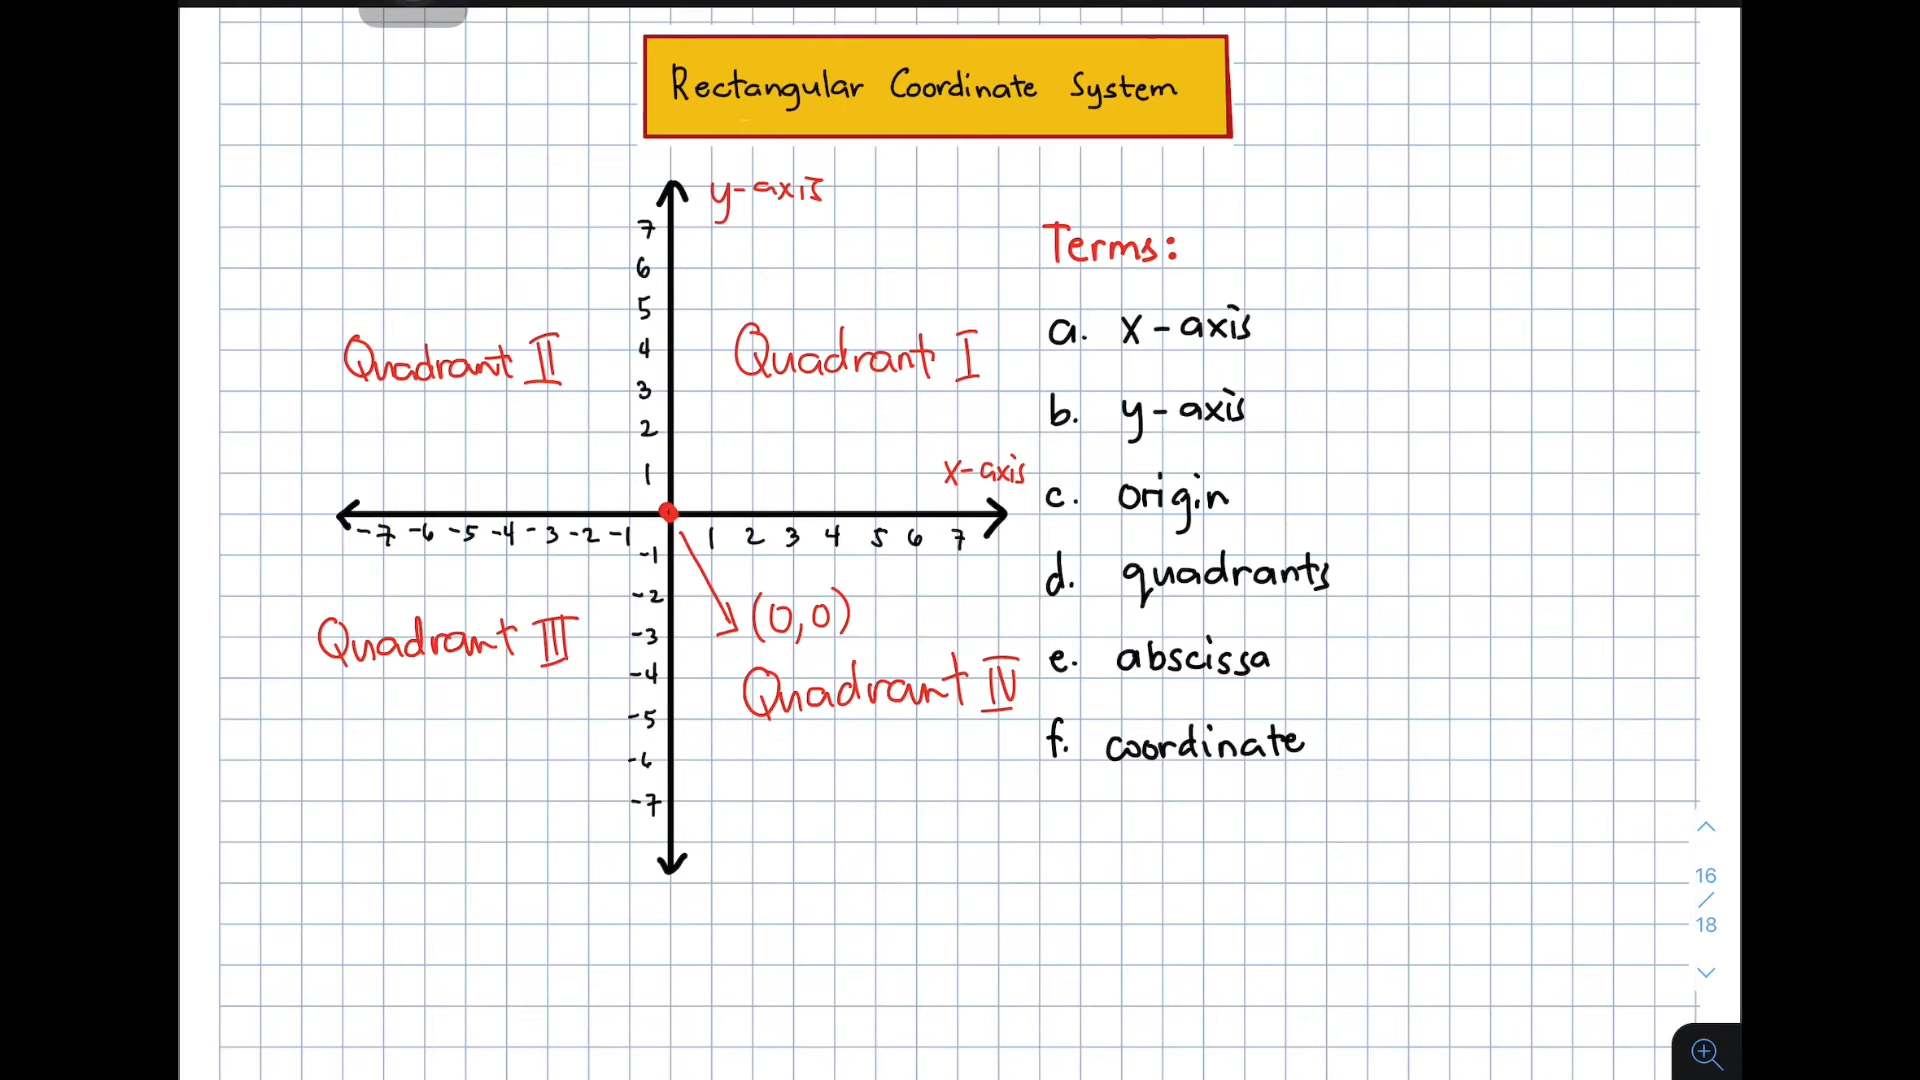 Rectangular Coordinate System
y-axis
7
6
5
4
3
2
1
Quadrant II
Quadrant I
x-axis
-7 -6 -5 -4 -3 -2 -1 1 2 3 4 5 6 7
-1
-2
-3
-4
-5
-6
-7
(0,0)
Quadrant III
Quadrant IV
Terms:
a. x-axis
b. y-axis
c. origin
d. quadrants
e. abscissa
f. coordinate
16
/
18